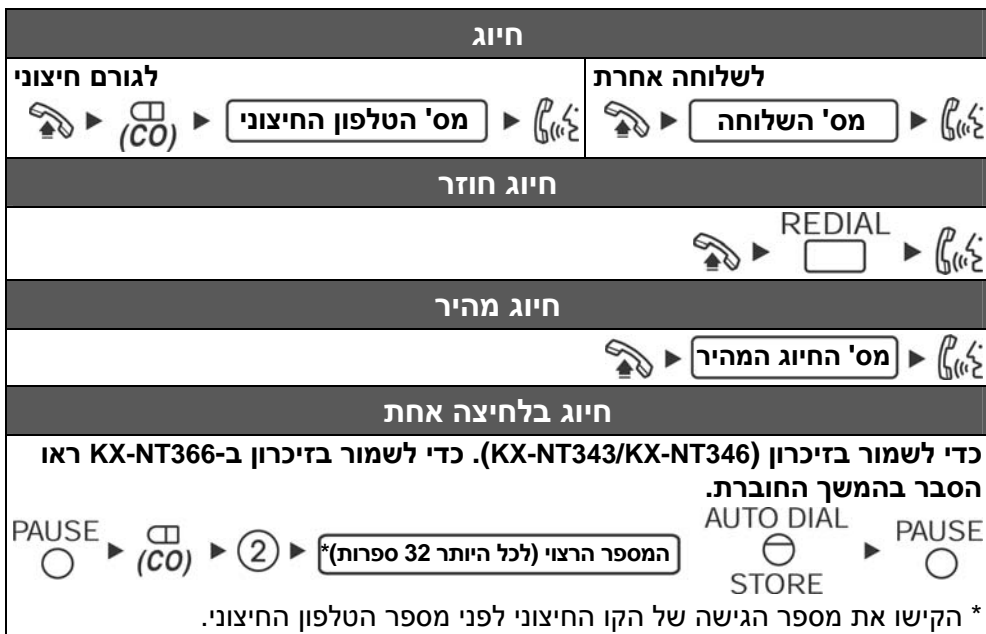 חיוג
לשלוחה אחרת
מס' השלוחה
לגורם חיצוני
(CO) מס' הטלפון החיצוני
חיוג חוזר
REDIAL
חיוג מהיר
מס' החיוג המהיר
חיוג בלחיצה אחת
כדי לשמור בזיכרון (KX-NT343/KX-NT346). כדי לשמור בזיכרון ב-KX-NT366 ראו
הסבר בהמשך החוברת.
PAUSE (CO) 2 המספר הרצוי (לכל היותר 32 ספרות)* AUTO DIAL STORE PAUSE
* הקישו את מספר הגישה של הקו החיצוני לפני מספר הטלפון החיצוני.